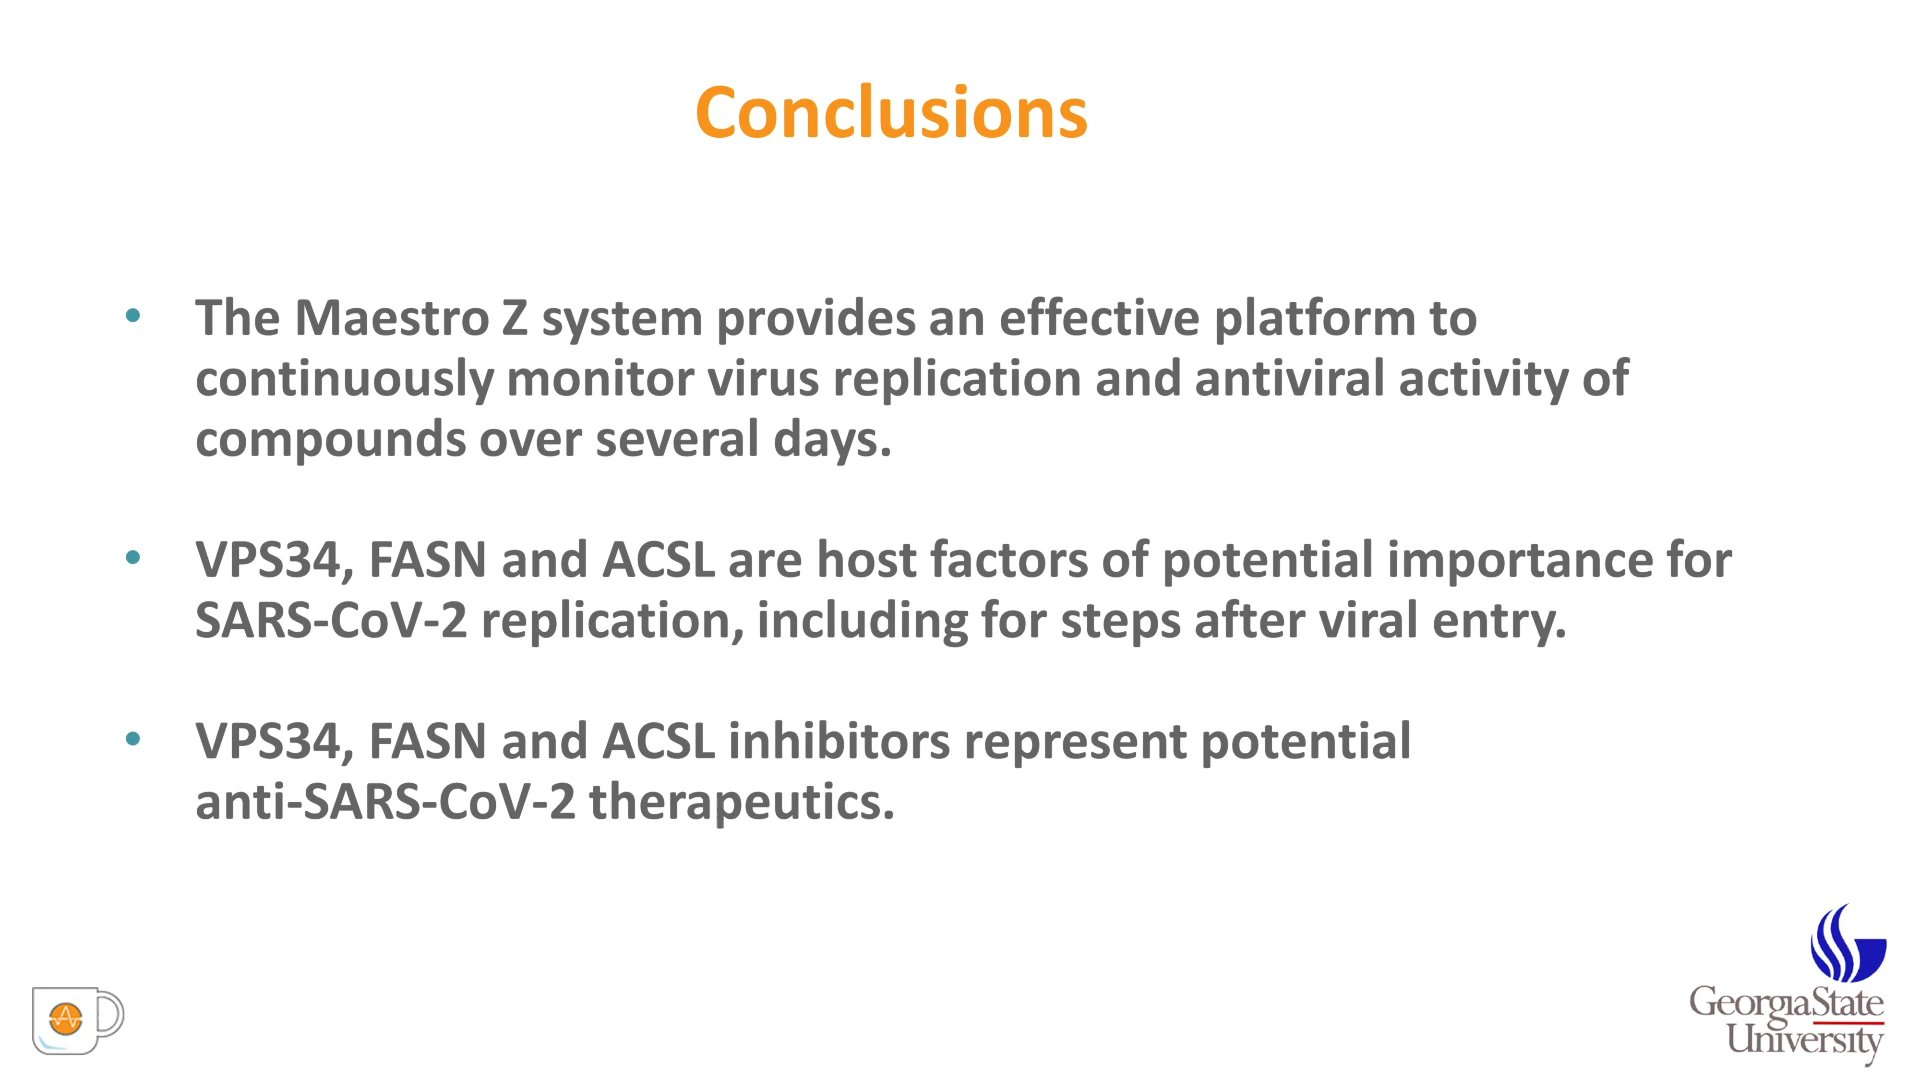 Conclusions
• The Maestro Z system provides an effective platform to
continuously monitor virus replication and antiviral activity of
compounds over several days.
• VPS34, FASN and ACSL are host factors of potential importance for
SARS-CoV-2 replication, including for steps after viral entry.
• VPS34, FASN and ACSL inhibitors represent potential
anti-SARS-CoV-2 therapeutics.
GeorgiaState
University